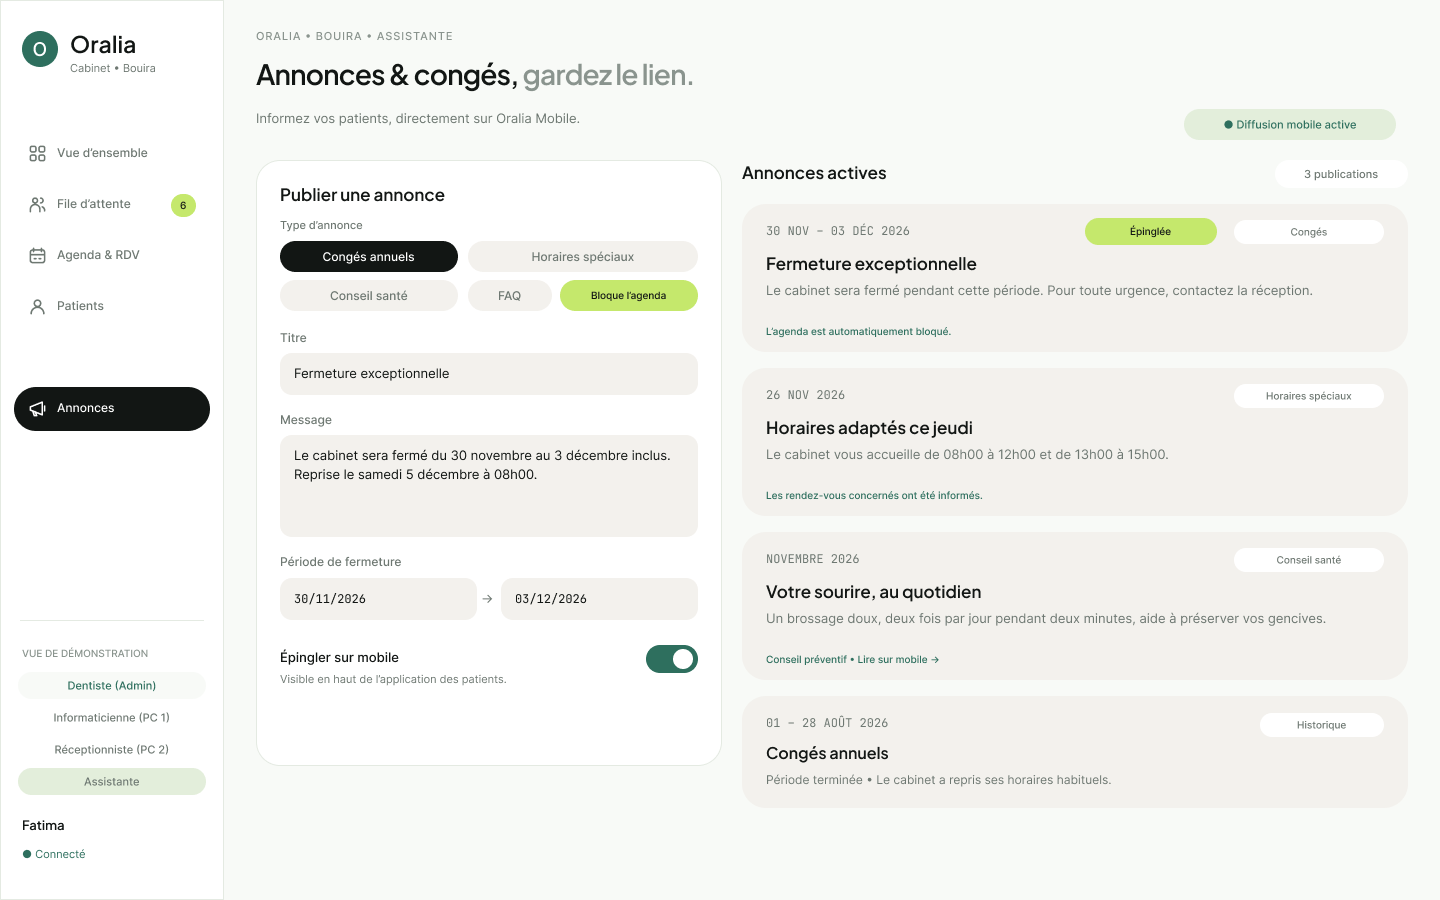 O
Oralia
Cabinet • Bouira
Vue d’ensemble
File d’attente
6
Agenda & RDV
Patients
Annonces
VUE DE DÉMONSTRATION
Dentiste (Admin)
Informaticienne (PC 1)
Réceptionniste (PC 2)
Assistante
Fatima
Connecté
ORALIA • BOUIRA • ASSISTANTE
Annonces & congés, gardez le lien.
Informez vos patients, directement sur Oralia Mobile.
Diffusion mobile active
Publier une annonce
Type d’annonce
Congés annuels
Horaires spéciaux
Conseil santé
FAQ
Bloque l’agenda
Titre
Fermeture exceptionnelle
Message
Le cabinet sera fermé du 30 novembre au 3 décembre inclus.
Reprise le samedi 5 décembre à 08h00.
Période de fermeture
30/11/2026 → 03/12/2026
Épingler sur mobile
Visible en haut de l’application des patients.
Annonces actives
3 publications
30 NOV – 03 DÉC 2026
Épinglée
Congés
Fermeture exceptionnelle
Le cabinet sera fermé pendant cette période. Pour toute urgence, contactez la réception.
L’agenda est automatiquement bloqué.
26 NOV 2026
Horaires spéciaux
Horaires adaptés ce jeudi
Le cabinet vous accueille de 08h00 à 12h00 et de 13h00 à 15h00.
Les rendez-vous concernés ont été informés.
NOVEMBRE 2026
Conseil santé
Votre sourire, au quotidien
Un brossage doux, deux fois par jour pendant deux minutes, aide à préserver vos gencives.
Conseil préventif • Lire sur mobile →
01 – 28 AOÛT 2026
Historique
Congés annuels
Période terminée • Le cabinet a repris ses horaires habituels.